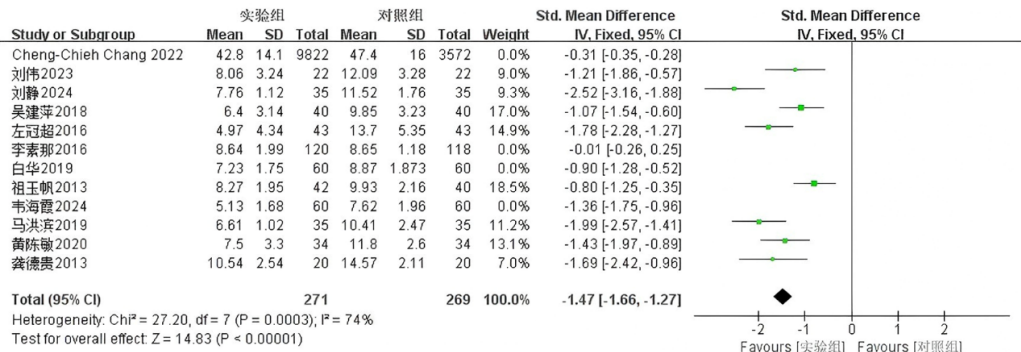 实验组 对照组 Std. Mean Difference Std. Mean Difference
Study or Subgroup Mean SD Total Mean SD Total Weight IV, Fixed, 95% CI IV, Fixed, 95% CI
Cheng-Chieh Chang 2022 42.8 14.1 9822 47.4 16 3572 0.0% -0.31 [-0.35, -0.28]
刘伟2023 8.06 3.24 22 12.09 3.28 22 9.0% -1.21 [-1.86, -0.57]
刘静2024 7.76 1.12 35 11.52 1.76 35 9.3% -2.52 [-3.16, -1.88]
吴建萍2018 6.4 3.14 40 9.85 3.23 40 17.0% -1.07 [-1.54, -0.60]
左冠超2016 4.97 4.34 43 13.7 5.35 43 14.9% -1.78 [-2.28, -1.27]
李素那2016 8.64 1.99 120 8.65 1.18 118 0.0% -0.01 [-0.26, 0.25]
白华2019 7.23 1.75 60 8.87 1.873 60 0.0% -0.90 [-1.28, -0.52]
祖玉帆2013 8.27 1.95 42 9.93 2.16 40 18.5% -0.80 [-1.25, -0.35]
韦海霞2024 5.13 1.68 60 7.62 1.96 60 0.0% -1.36 [-1.75, -0.96]
马洪滨2019 6.61 1.02 35 10.41 2.47 35 11.2% -1.99 [-2.57, -1.41]
黄陈敏2020 7.5 3.3 34 11.8 2.6 34 13.1% -1.43 [-1.97, -0.89]
龚德贵2013 10.54 2.54 20 14.57 2.11 20 7.0% -1.69 [-2.42, -0.96]
Total (95% CI) 271 269 100.0% -1.47 [-1.66, -1.27]
Heterogeneity: Chi² = 27.20, df = 7 (P = 0.0003); I² = 74%
Test for overall effect: Z = 14.83 (P < 0.00001)
-2 -1 0 1 2
Favours [实验组] Favours [对照组]